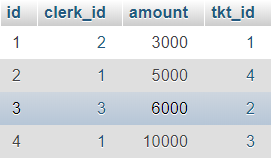 id clerk_id amount tkt_id
1 2 3000 1
2 1 5000 4
3 3 6000 2
4 1 10000 3